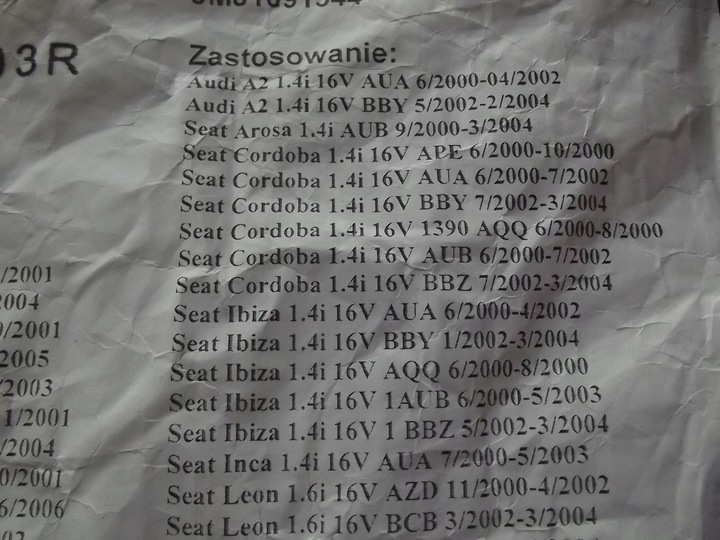 03R
Zastosowanie:
Audi A2 1.4i 16V AUA 6/2000-04/2002
Audi A2 1.4i 16V BBY 5/2002-2/2004
Seat Arosa 1.4i AUB 9/2000-3/2004
Seat Cordoba 1.4i 16V APE 6/2000-10/2000
Seat Cordoba 1.4i 16V AUA 6/2000-7/2002
Seat Cordoba 1.4i 16V BBY 7/2002-3/2004
Seat Cordoba 1.4i 16V 1390 AQQ 6/2000-8/2000
Seat Cordoba 1.4i 16V AUB 6/2000-7/2002
Seat Cordoba 1.4i 16V BBZ 7/2002-3/2004
Seat Ibiza 1.4i 16V AUA 6/2000-4/2002
Seat Ibiza 1.4i 16V BBY 1/2002-3/2004
Seat Ibiza 1.4i 16V AQQ 6/2000-8/2000
Seat Ibiza 1.4i 16V 1AUB 6/2000-5/2003
Seat Ibiza 1.4i 16V 1 BBZ 5/2002-3/2004
Seat Inca 1.4i 16V AUA 7/2000-5/2003
Seat Leon 1.6i 16V AZD 11/2000-4/2002
Seat Leon 1.6i 16V BCB 3/2002-3/2004
/2001
2004
/2001
2005
/2003
1/2001
/2004
0/2001
6/2006